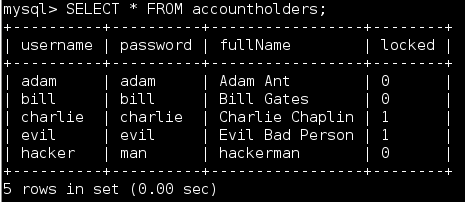 mysql> SELECT * FROM accountholders;
+----------+----------+-----------------+--------+
| username | password | fullName        | locked |
+----------+----------+-----------------+--------+
| adam     | adam     | Adam Ant        | 0      |
| bill     | bill     | Bill Gates      | 0      |
| charlie  | charlie  | Charlie Chaplin | 1      |
| evil     | evil     | Evil Bad Person | 1      |
| hacker   | man      | hackerman       | 0      |
+----------+----------+-----------------+--------+
5 rows in set (0.00 sec)